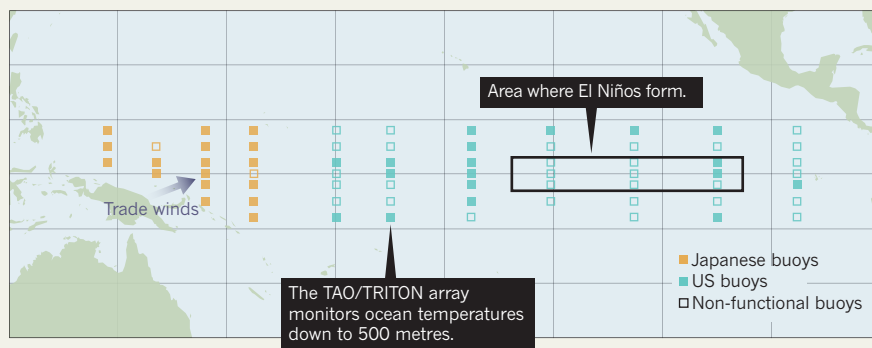 Area where El Niños form.
Trade winds
The TAO/TRITON array
monitors ocean temperatures
down to 500 metres.
Japanese buoys
US buoys
Non-functional buoys